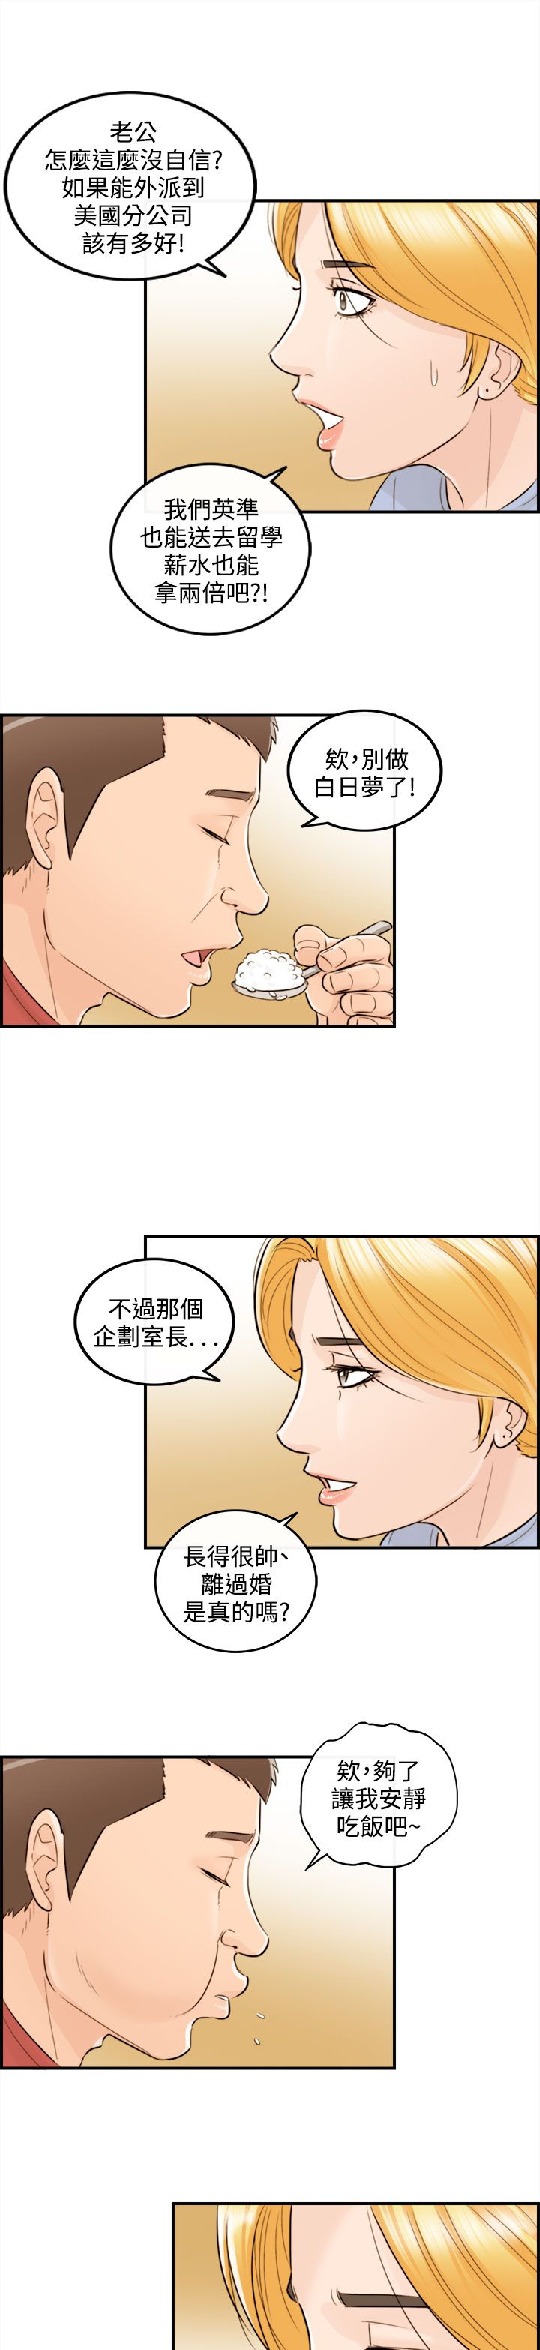 老公
怎麼這麼沒自信?
如果能外派到
美國分公司
該有多好!
我們英準
也能送去留學
薪水也能
拿兩倍吧?!
欸,別做
白日夢了!
不過那個
企劃室長...
長得很帥、
離過婚
是真的嗎?
欸,夠了
讓我安靜
吃飯吧~